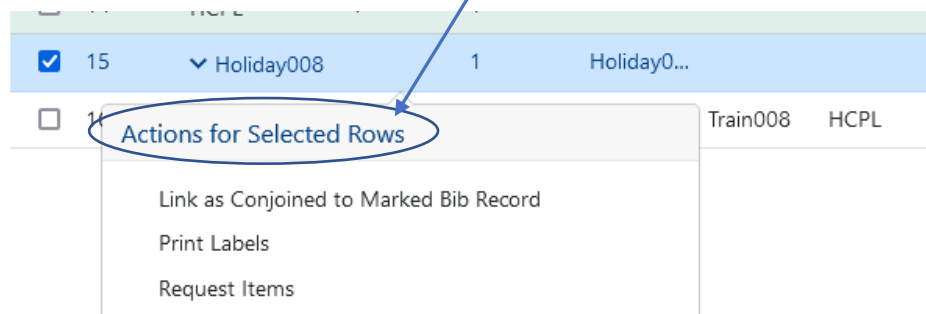 HCPL
15 Holiday008 1 Holiday0...
Train008 HCPL
Actions for Selected Rows
Link as Conjoined to Marked Bib Record
Print Labels
Request Items